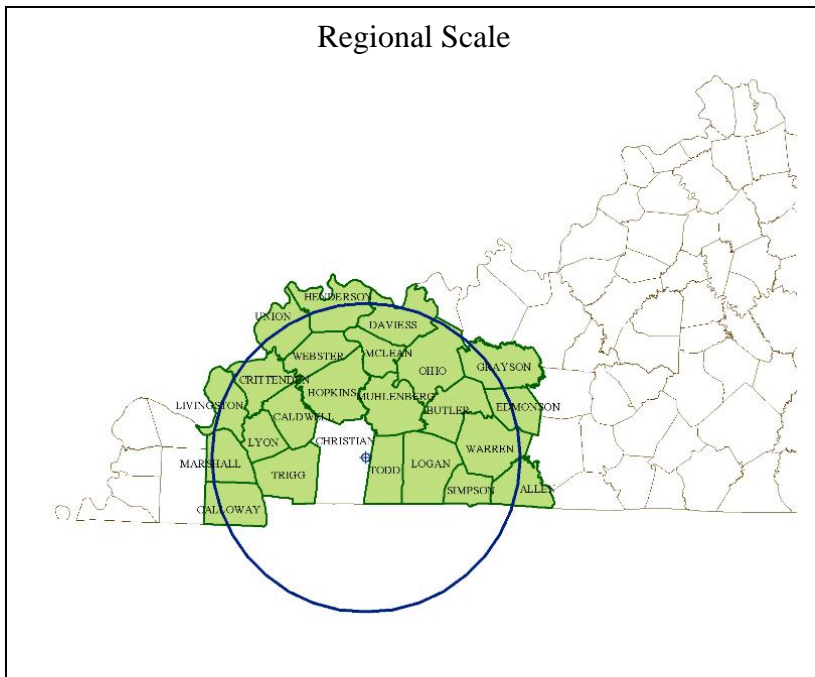 Regional Scale
HENDERSON
UNION
DAVIESS
WEBSTER
MCLEAN
OHIO
GRAYSON
CRITTENDEN
HOPKINS
MUHLENBERG
LIVINGSTON
BUTLER
EDMONSON
CALDWELL
LYON
CHRISTIAN
WARREN
MARSHALL
TRIGG
TODD
LOGAN
SIMPSON
ALLEN
CALLOWAY